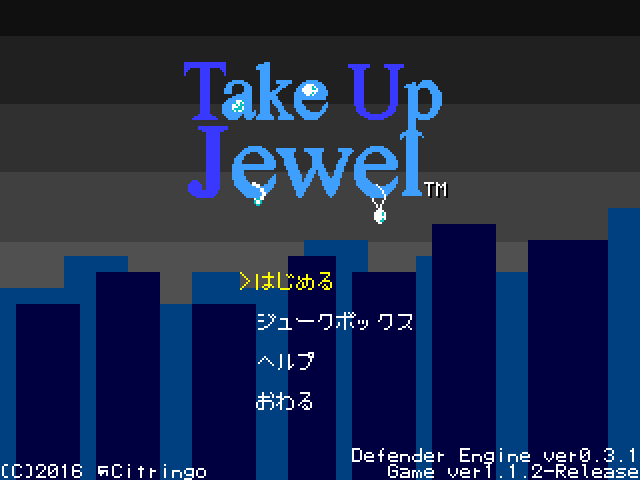 Take Up
Jewel™
>はじめる
ジュークボックス
ヘルプ
おわる
Defender Engine ver0.3.1
(C)2016 Citringo
Game ver1.1.2-Release